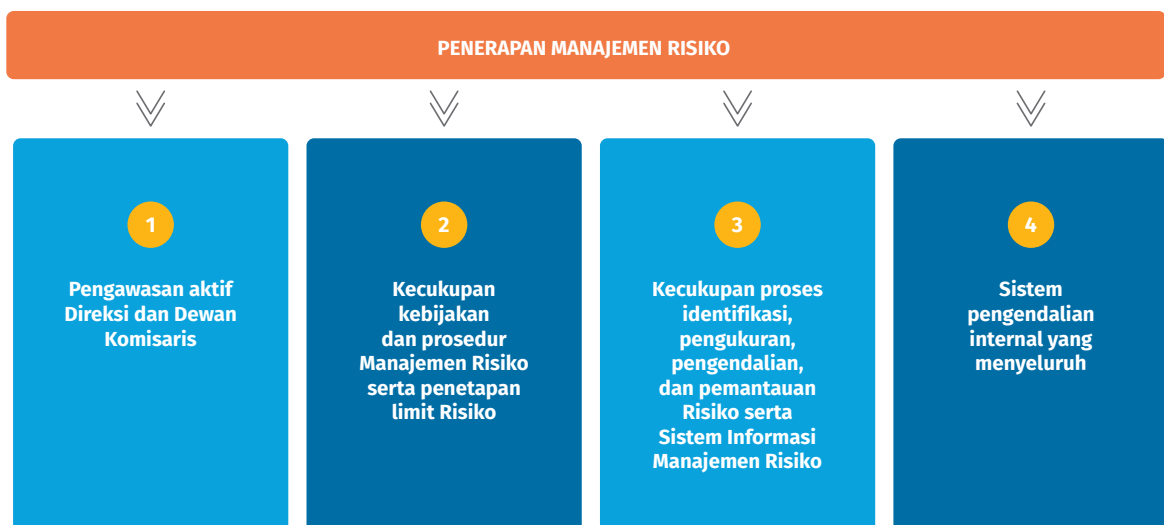 PENERAPAN MANAJEMEN RISIKO
1
Pengawasan aktif
Direksi dan Dewan
Komisaris
2
Kecukupan
kebijakan
dan prosedur
Manajemen Risiko
serta penetapan
limit Risiko
3
Kecukupan proses
identifikasi,
pengukuran,
pengendalian,
dan pemantauan
Risiko serta
Sistem Informasi
Manajemen Risiko
4
Sistem
pengendalian
internal yang
menyeluruh